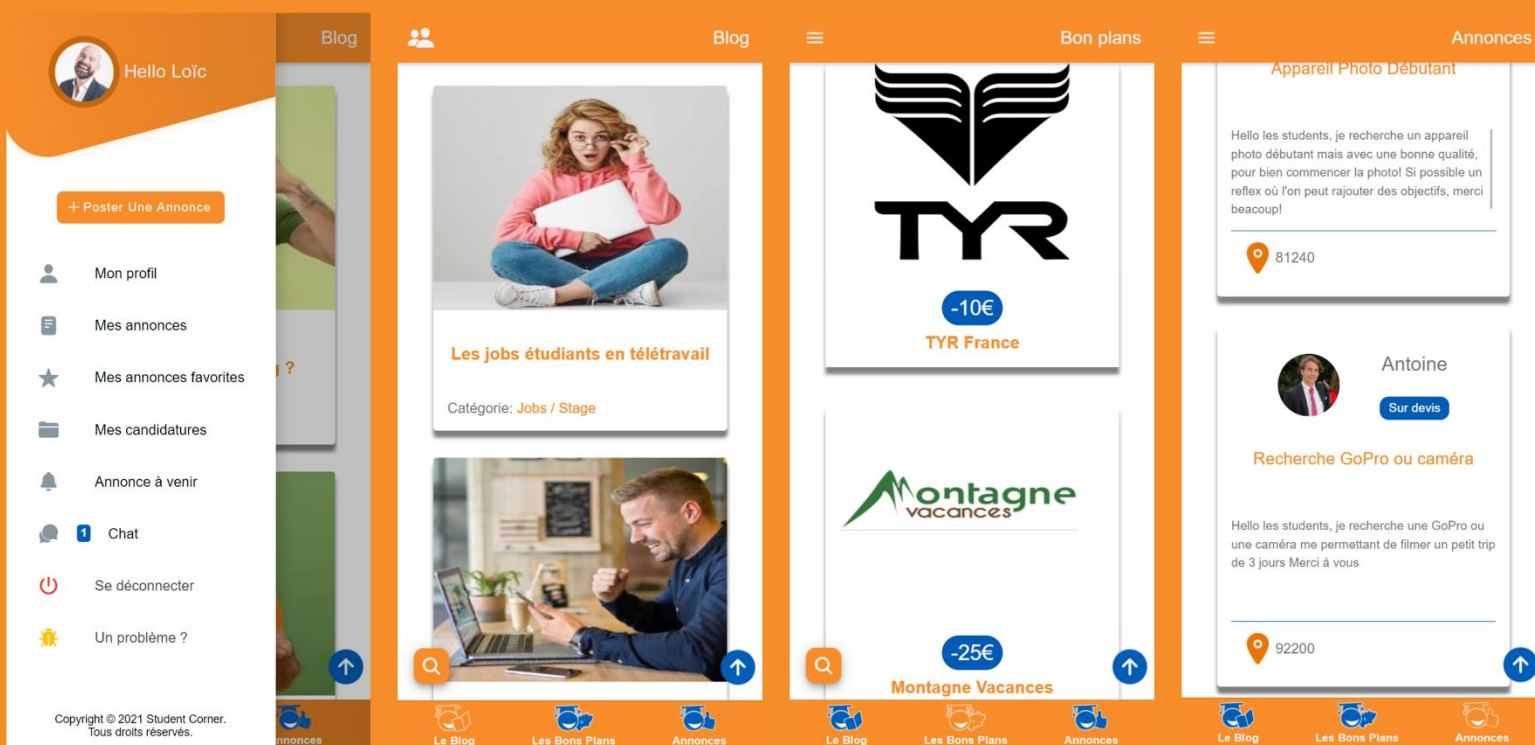 Hello Loïc
Blog
+ Poster Une Annonce
Mon profil
Mes annonces
Mes annonces favorites
?
Mes candidatures
Annonce à venir
1 Chat
Se déconnecter
Un problème ?
Copyright © 2021 Student Corner.
Tous droits réservés.
nnonces
Blog
Les jobs étudiants en télétravail
Catégorie: Jobs / Stage
Le Blog
Les Bons Plans
Annonces
Bon plans
TYR
-10€
TYR France
Montagne
vacances
-25€
Montagne Vacances
Le Blog
Les Bons Plans
Annonces
Annonces
Appareil Photo Débutant
Hello les students, je recherche un appareil
photo débutant mais avec une bonne qualité,
pour bien commencer la photo! Si possible un
reflex où l'on peut rajouter des objectifs, merci
beacoup!
81240
Antoine
Sur devis
Recherche GoPro ou caméra
Hello les students, je recherche une GoPro ou
une caméra me permettant de filmer un petit trip
de 3 jours Merci à vous
92200
Le Blog
Les Bons Plans
Annonces